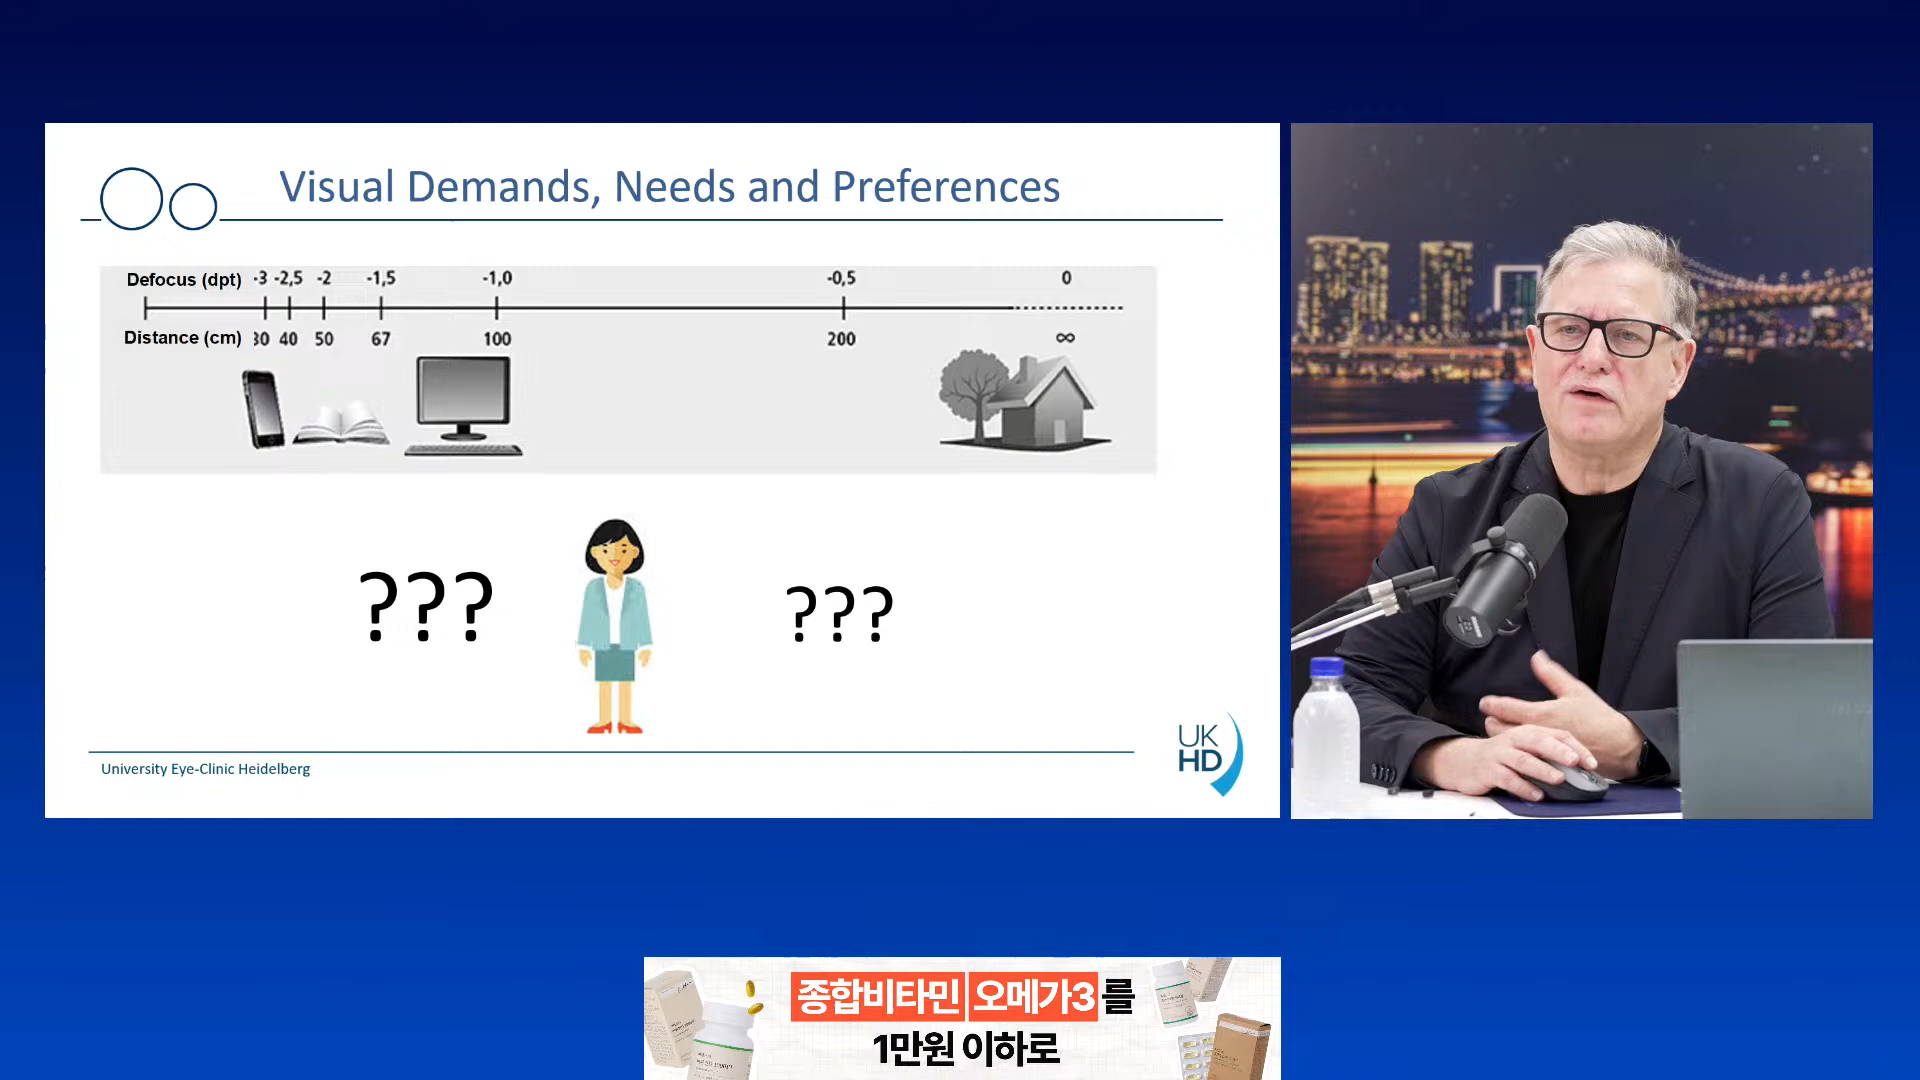 Visual Demands, Needs and Preferences
Defocus (dpt) -3 -2,5 -2 -1,5 -1,0 -0,5 0
Distance (cm) 30 40 50 67 100 200 ∞
??? ???
UK
HD
University Eye-Clinic Heidelberg
종합비타민 오메가3를
1만원 이하로